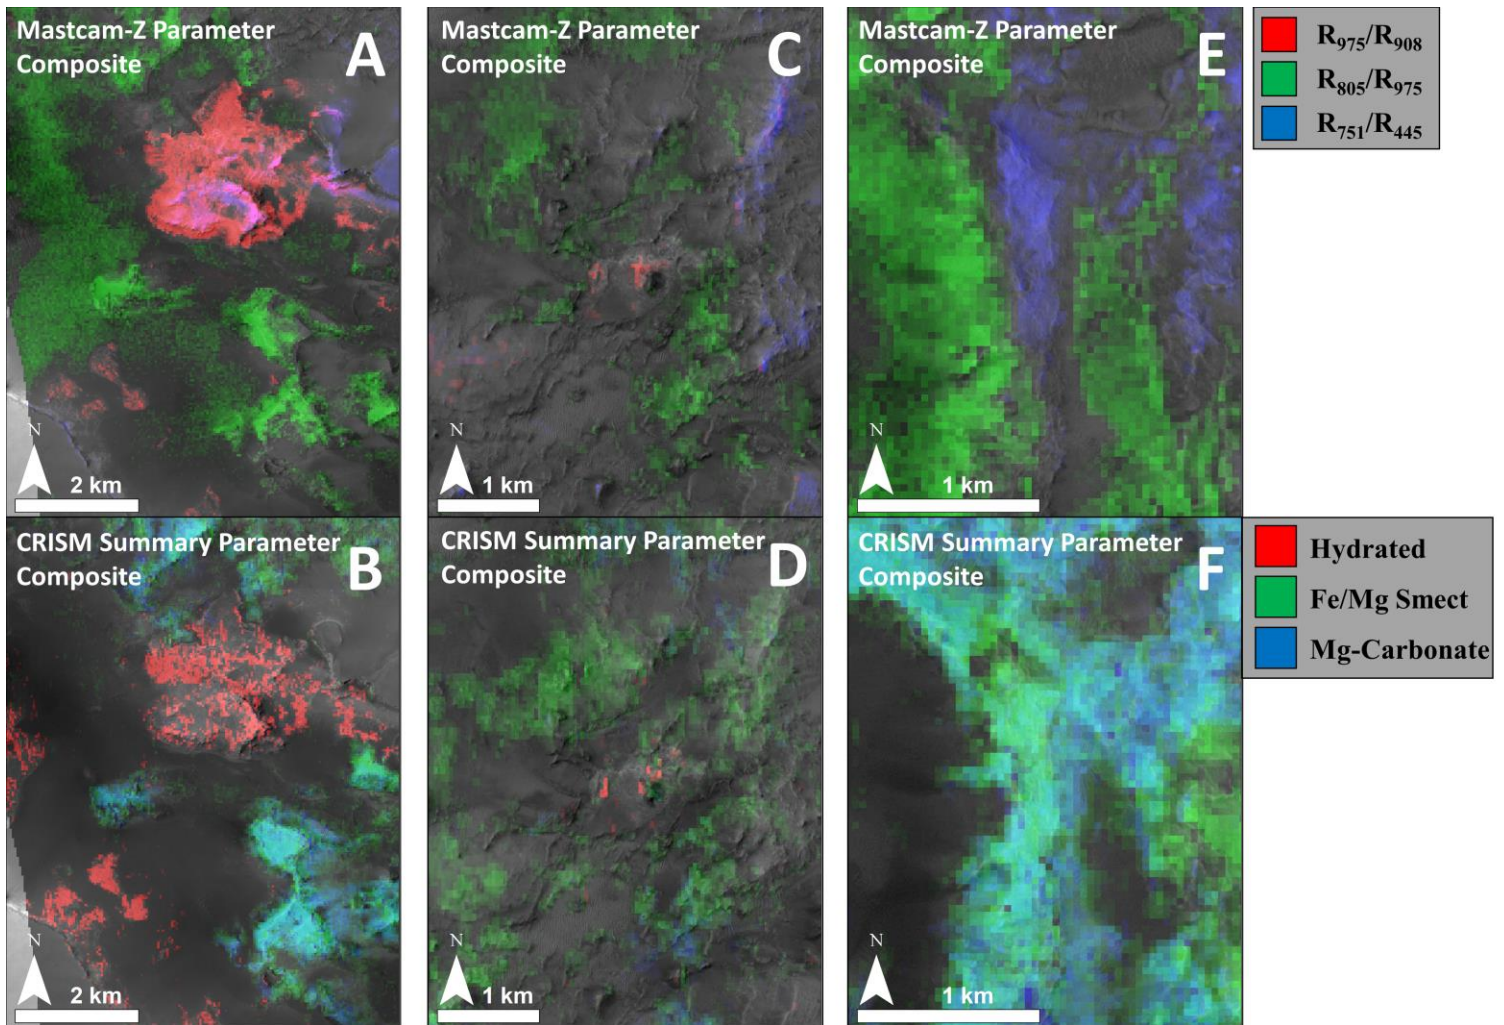 Mastcam-Z Parameter
Composite
A
N
2 km
Mastcam-Z Parameter
Composite
C
N
1 km
Mastcam-Z Parameter
Composite
E
N
1 km
R₉₇₅/R₉₀₈
R₈₀₅/R₉₇₅
R₇₅₁/R₄₄₅
CRISM Summary Parameter
Composite
B
N
2 km
CRISM Summary Parameter
Composite
D
N
1 km
CRISM Summary Parameter
Composite
F
N
1 km
Hydrated
Fe/Mg Smect
Mg-Carbonate